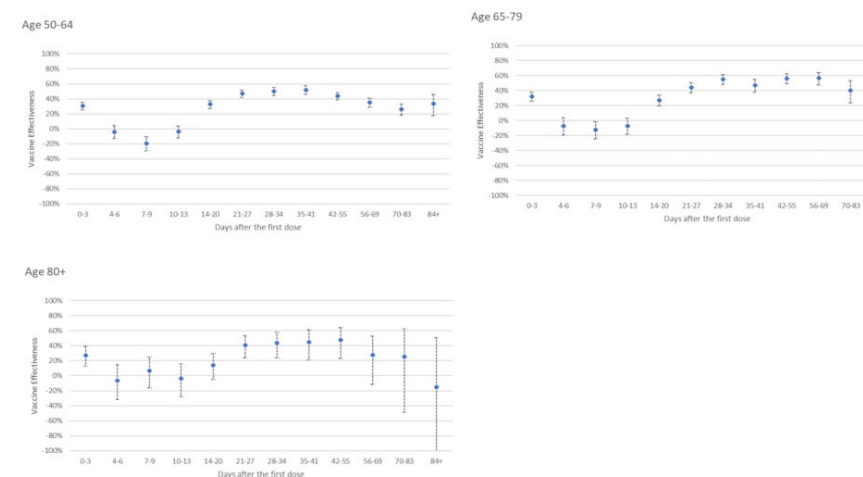 Age 50-64
100%
80%
60%
40%
20%
0%
-20%
-40%
-60%
-80%
-100%
Vaccine Effectiveness
0-3 4-6 7-9 10-13 14-20 21-27 28-34 35-41 42-55 56-69 70-83 84+
Days after the first dose
Age 65-79
100%
80%
60%
40%
20%
0%
-20%
-40%
-60%
-80%
-100%
Vaccine Effectiveness
0-3 4-6 7-9 10-13 14-20 21-27 28-34 35-41 42-55 56-69 70-83
Days after the first dose
Age 80+
100%
80%
60%
40%
20%
0%
-20%
-40%
-60%
-80%
-100%
Vaccine Effectiveness
0-3 4-6 7-9 10-13 14-20 21-27 28-34 35-41 42-55 56-69 70-83 84+
Days after the first dose